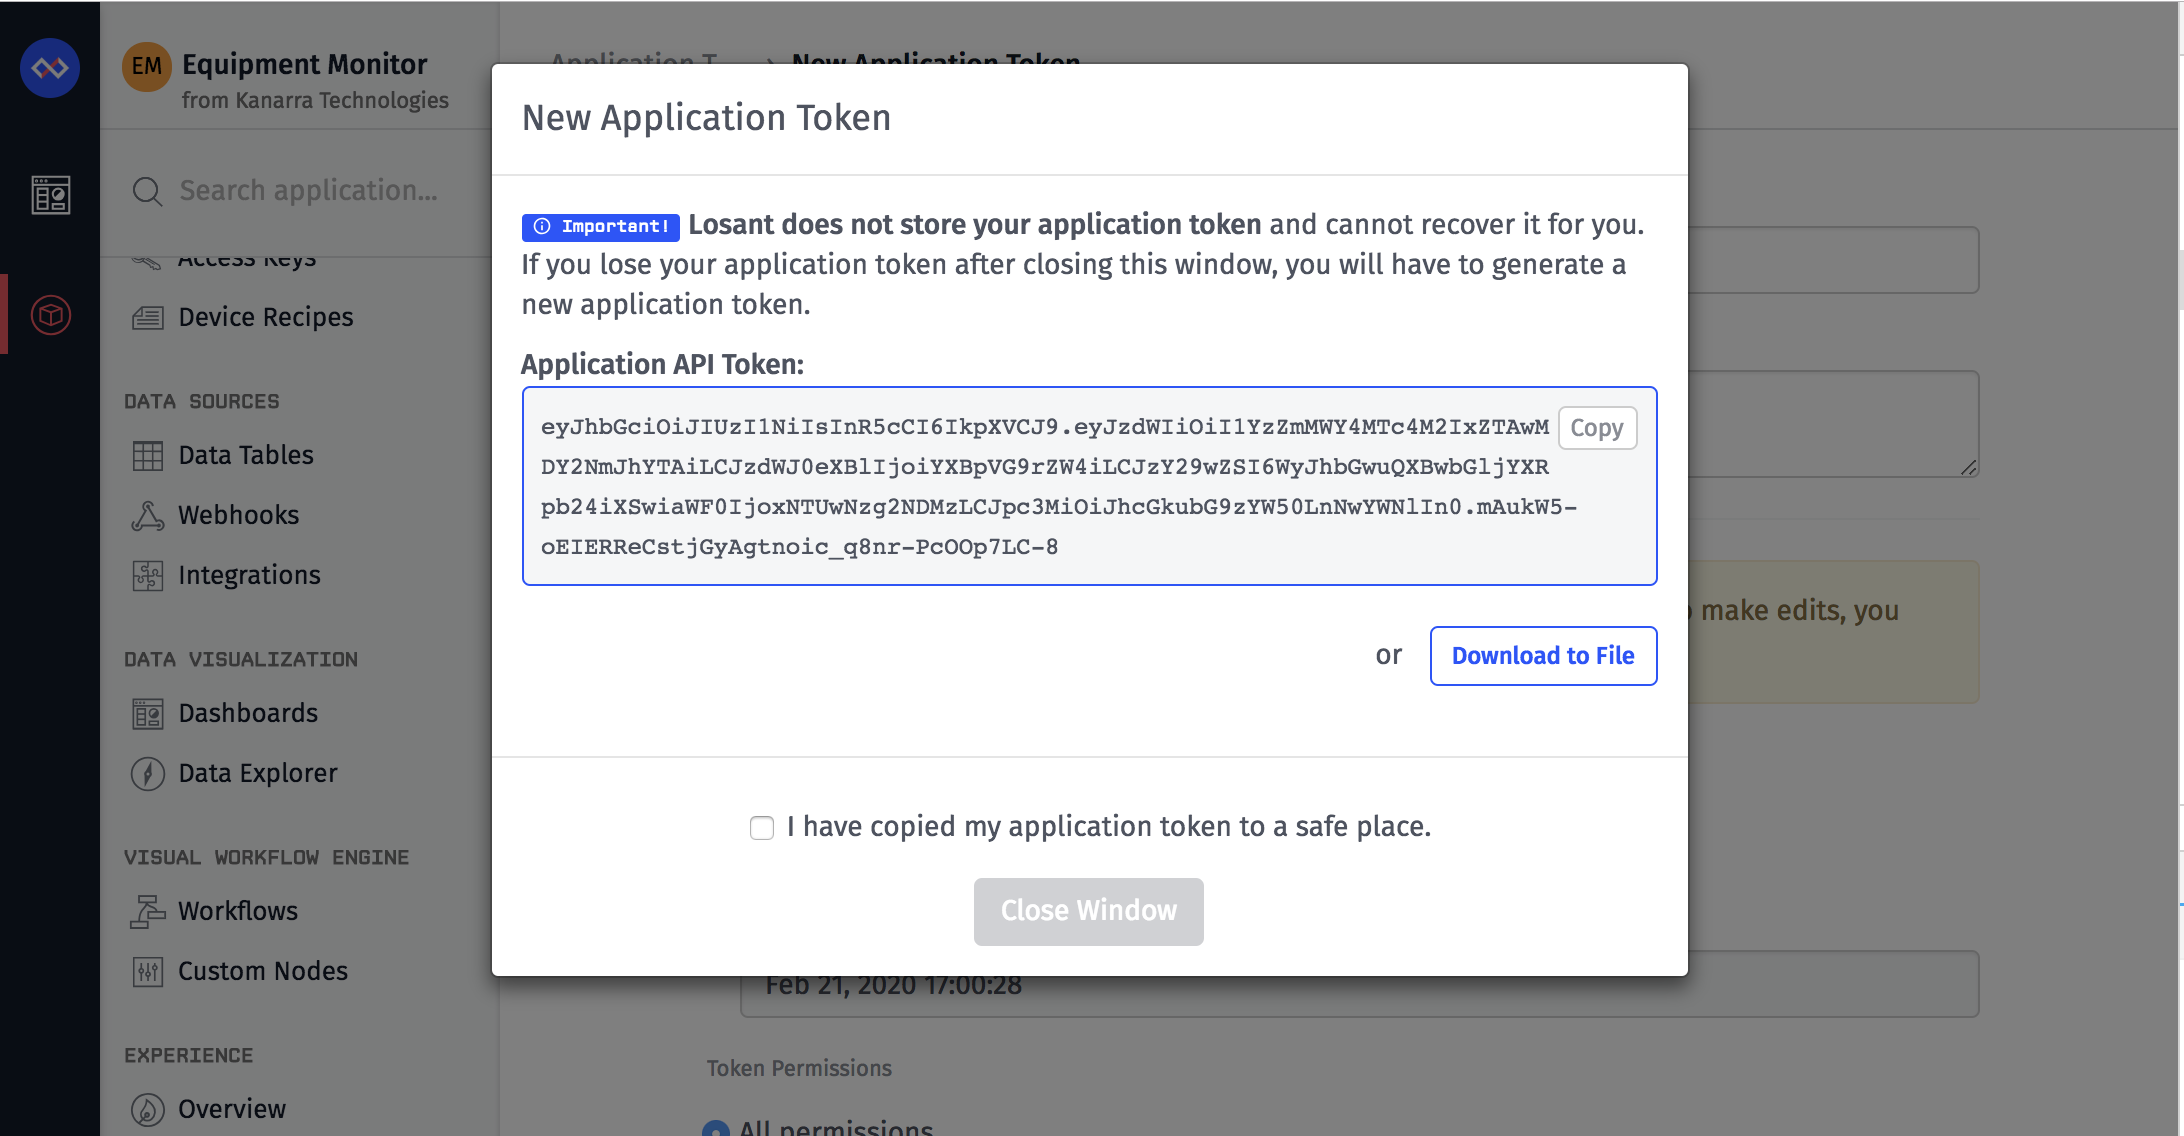 EM
Equipment Monitor
from Kanarra Technologies
Search application...
Access Keys
Device Recipes
DATA SOURCES
Data Tables
Webhooks
Integrations
DATA VISUALIZATION
Dashboards
Data Explorer
VISUAL WORKFLOW ENGINE
Workflows
Custom Nodes
EXPERIENCE
Overview
Application T
New Application Token
New Application Token
Important! Losant does not store your application token and cannot recover it for you.
If you lose your application token after closing this window, you will have to generate a
new application token.
Application API Token:
eyJhbGciOiJIUzI1NiIsInR5cCI6IkpXVCJ9.eyJzdWIiOiI1YzZmMWY4MTc4M2IxZTAwM
Copy
DY2NmJhYTAiLCJzdWJ0eXBlIjoiYXBpVG9rZW4iLCJzY29wZSI6WyJhbGwuQXBwbGljYXR
pb24iXSwiaWF0IjoxNTUwNzg2NDMzLCJpc3MiOiJhcGkubG9zYW50LnNwYWNlIn0.mAukW5-
oEIERReCstjGyAgtnoic_q8nr-PcOOp7LC-8
or
Download to File
I have copied my application token to a safe place.
Close Window
make edits, you
Feb 21, 2020 17:00:28
Token Permissions
All permissions